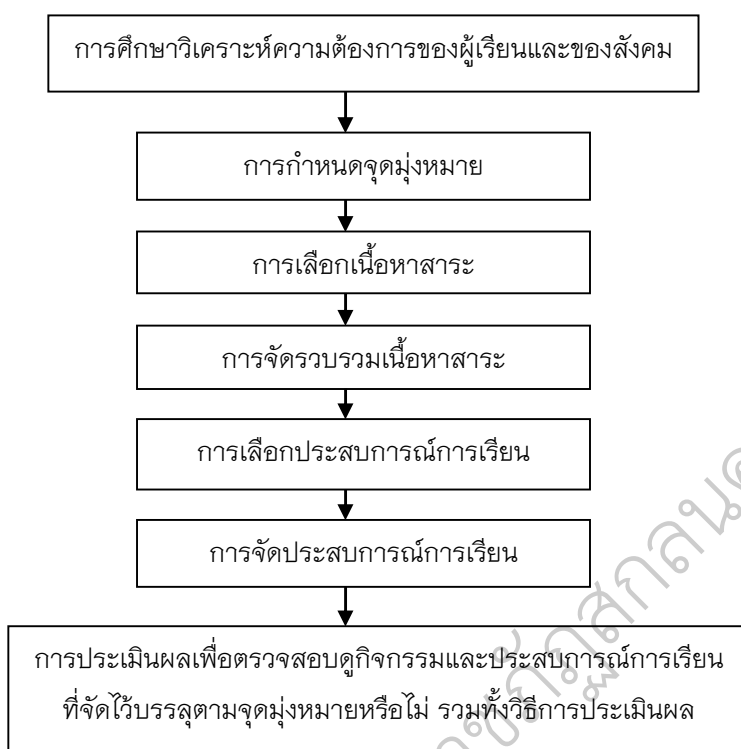 การศึกษาวิเคราะห์ความต้องการของผู้เรียนและของสังคม
การกำหนดจุดมุ่งหมาย
การเลือกเนื้อหาสาระ
การจัดรวบรวมเนื้อหาสาระ
การเลือกประสบการณ์การเรียน
การจัดประสบการณ์การเรียน
การประเมินผลเพื่อตรวจสอบดูกิจกรรมและประสบการณ์การเรียน
ที่จัดไว้บรรลุตามจุดมุ่งหมายหรือไม่ รวมทั้งวิธีการประเมินผล